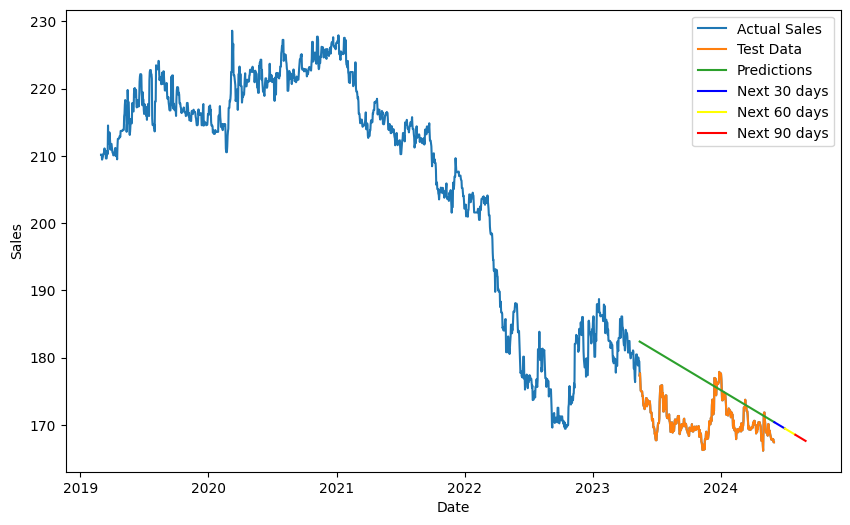 230
220
210
200
190
180
170
Sales
2019
2020
2021
2022
2023
2024
Date
Actual Sales
Test Data
Predictions
Next 30 days
Next 60 days
Next 90 days